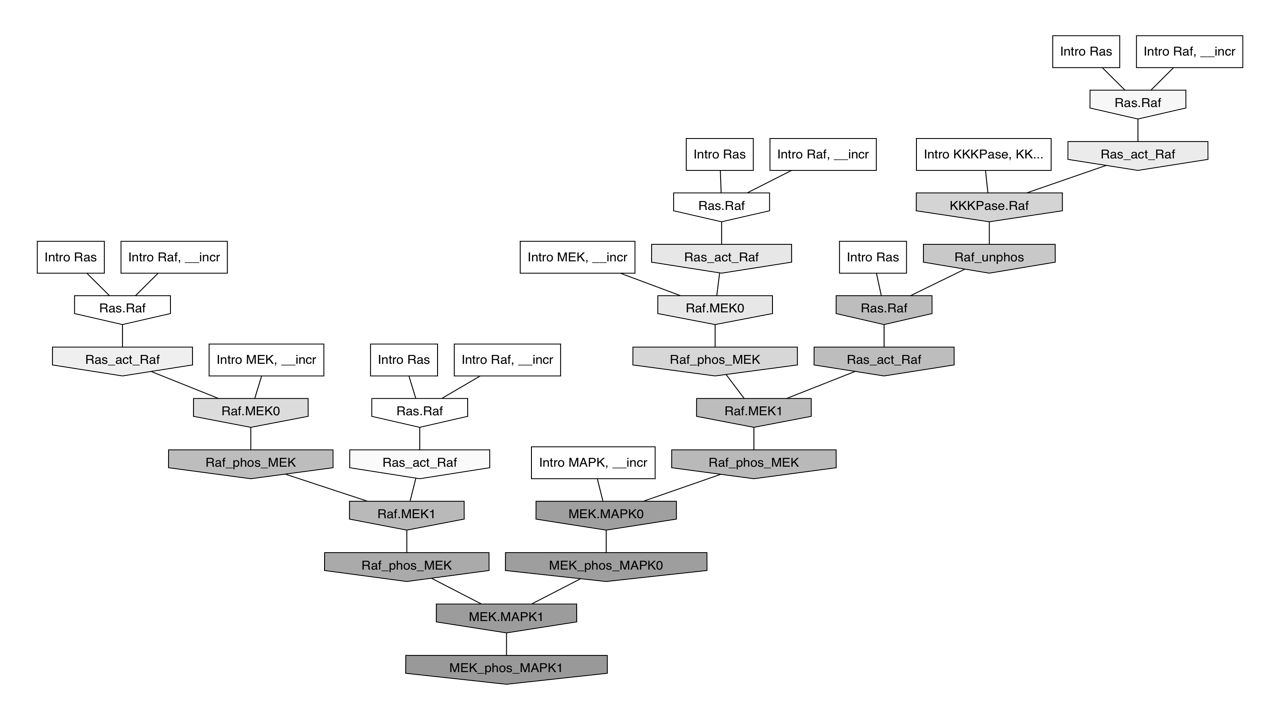 Intro Ras
Intro Raf, __incr
Ras.Raf
Intro Ras
Intro Raf, __incr
Intro KKKPase, KK...
Ras_act_Raf
Ras.Raf
KKKPase.Raf
Intro Ras
Intro Raf, __incr
Intro MEK, __incr
Ras_act_Raf
Intro Ras
Raf_unphos
Ras.Raf
Raf.MEK0
Ras.Raf
Ras_act_Raf
Intro MEK, __incr
Intro Ras
Intro Raf, __incr
Raf_phos_MEK
Ras_act_Raf
Raf.MEK0
Ras.Raf
Raf.MEK1
Raf_phos_MEK
Ras_act_Raf
Intro MAPK, __incr
Raf_phos_MEK
Raf.MEK1
MEK.MAPK0
Raf_phos_MEK
MEK_phos_MAPK0
MEK.MAPK1
MEK_phos_MAPK1